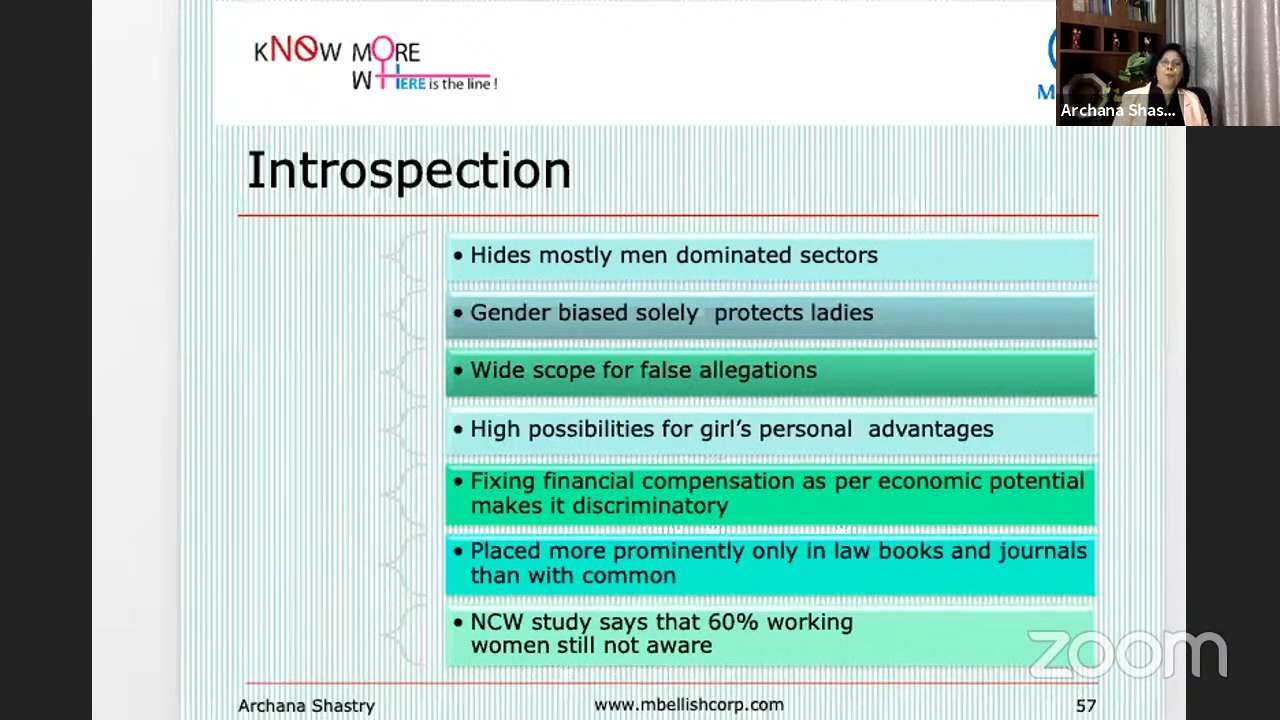 KNOW MORE
WHERE is the line !
M
Archana Shas...
Introspection
• Hides mostly men dominated sectors
• Gender biased solely protects ladies
• Wide scope for false allegations
• High possibilities for girl's personal advantages
• Fixing financial compensation as per economic potential
makes it discriminatory
• Placed more prominently only in law books and journals
than with common
• NCW study says that 60% working
women still not aware
zoom
Archana Shastry
www.mbellishcorp.com
57